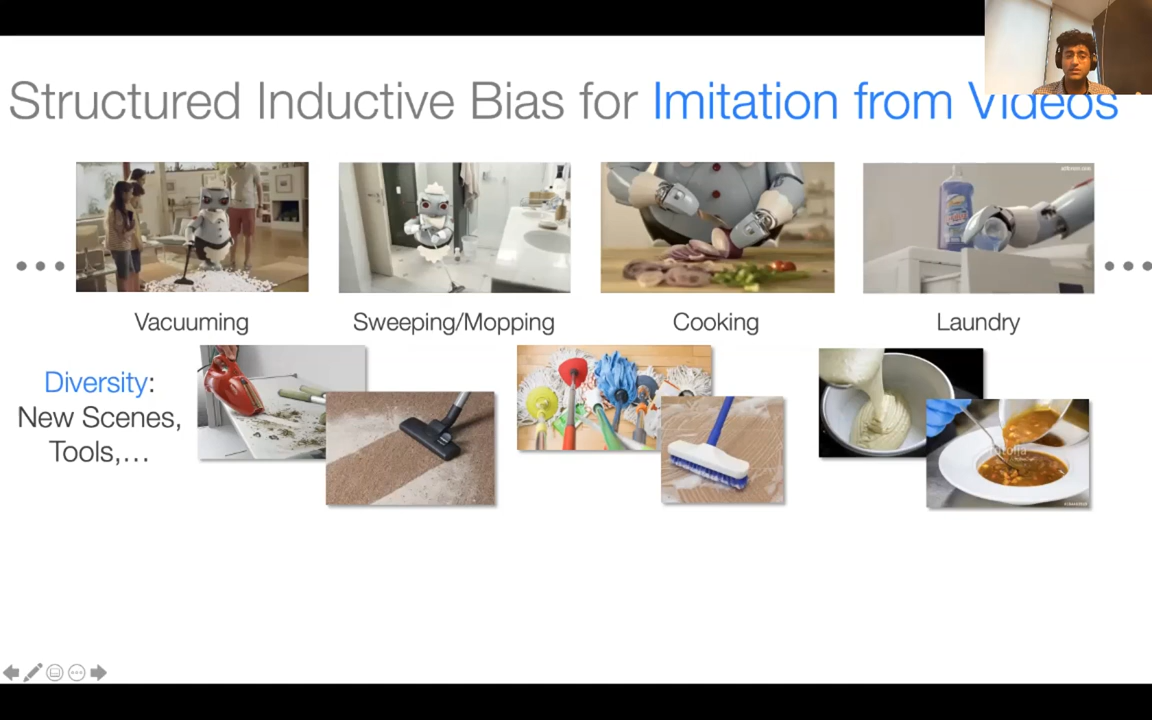 Structured Inductive Bias for Imitation from Videos
Vacuuming
Sweeping/Mopping
Cooking
Laundry
Diversity:
New Scenes,
Tools,...